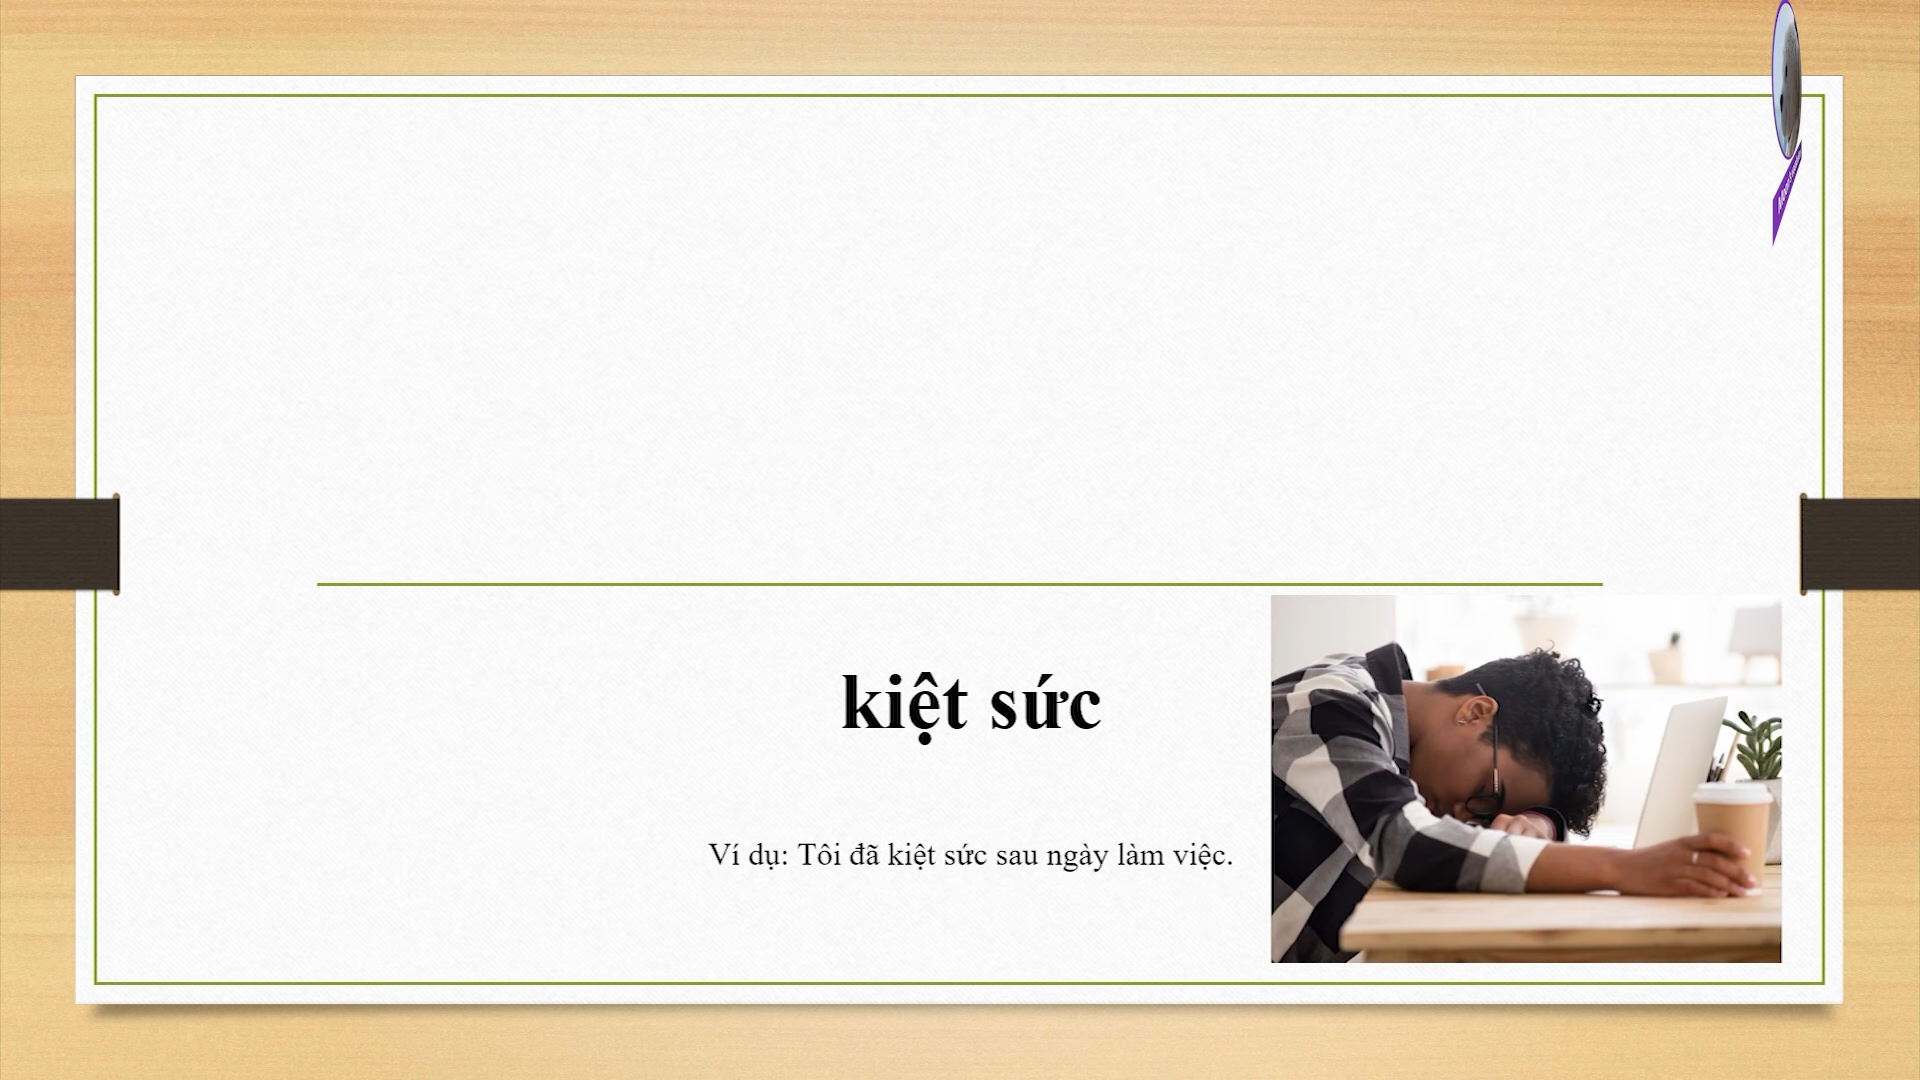 kiệt sức
Ví dụ: Tôi đã kiệt sức sau ngày làm việc.